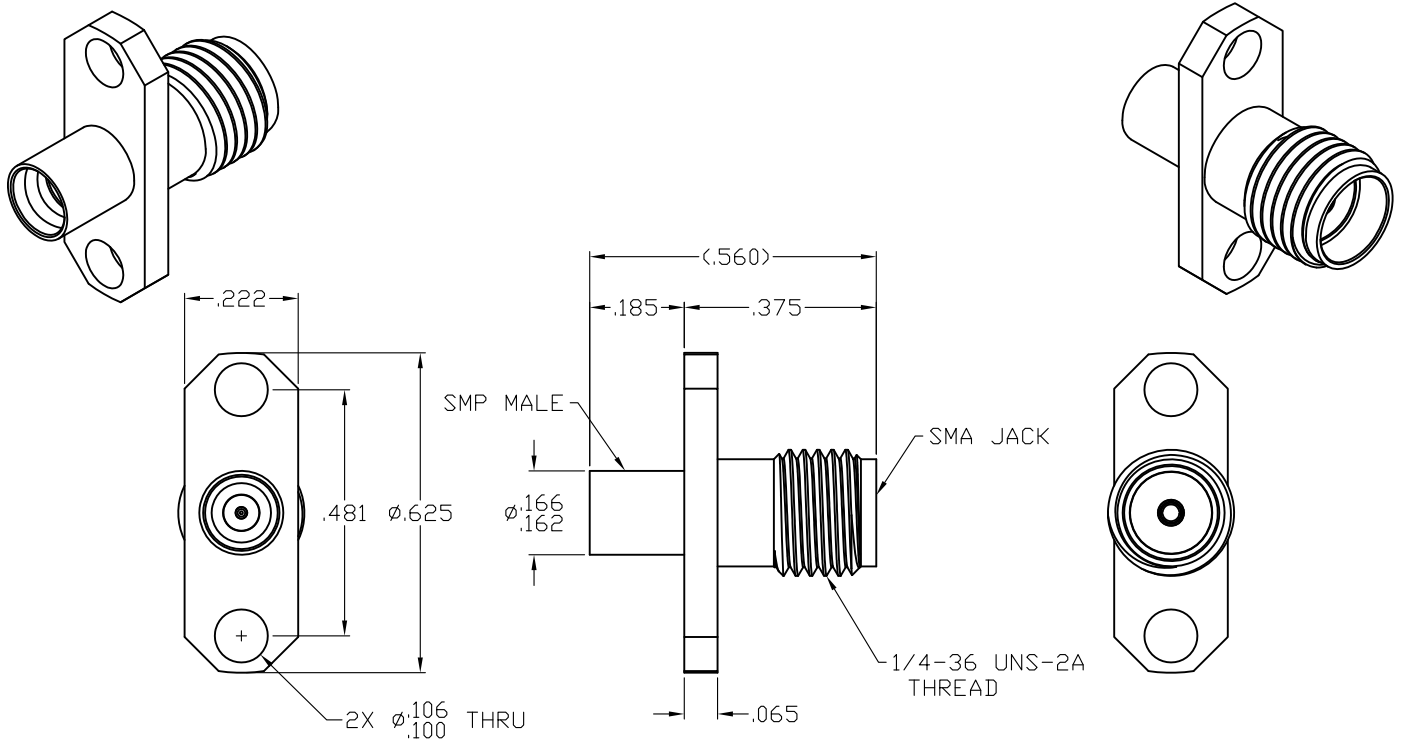 (.560)
.222
.185
.375
SMP MALE
SMA JACK
.481
⌀.625
⌀.166
.162
1/4-36 UNS-2A
THREAD
2X ⌀.106 THRU
.100
.065